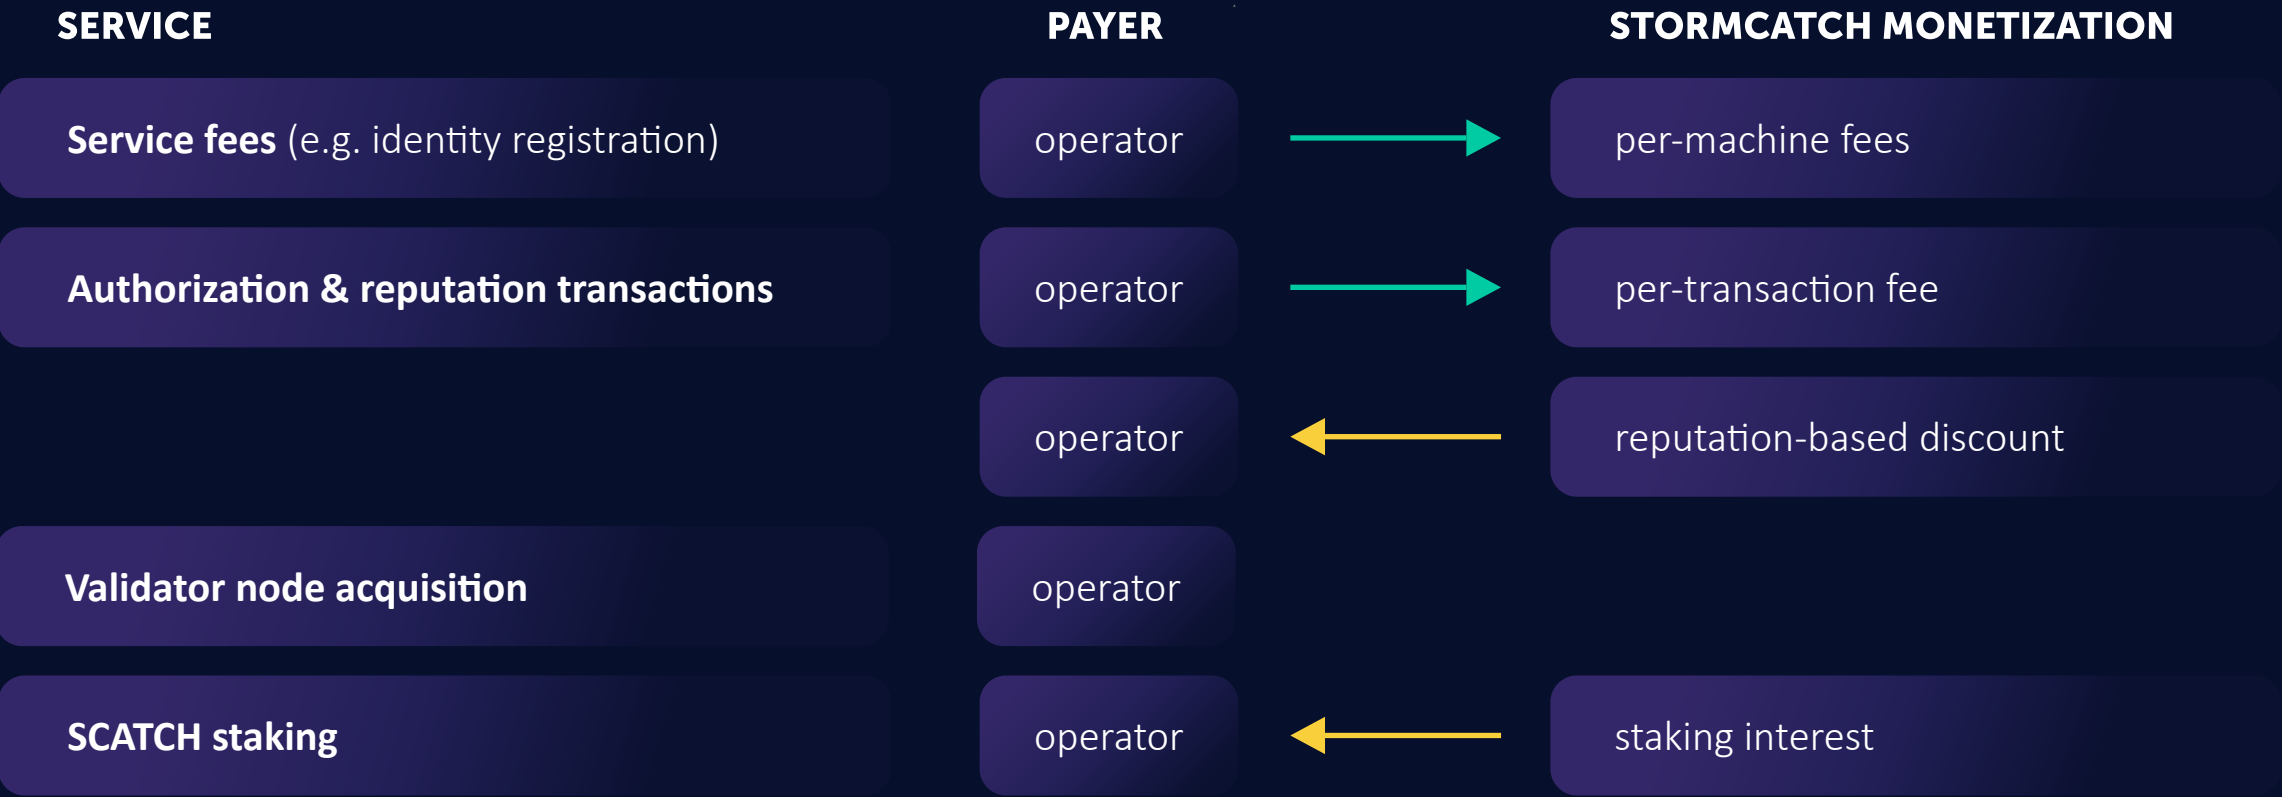 SERVICE PAYER STORMCATCH MONETIZATION
Service fees (e.g. identity registration) operator per-machine fees
Authorization & reputation transactions operator per-transaction fee
operator reputation-based discount
Validator node acquisition operator
SCATCH staking operator staking interest